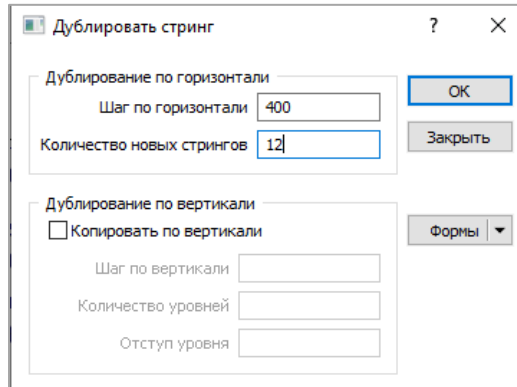 Дублировать стринг
?
Дублирование по горизонтали
Шаг по горизонтали 400
Количество новых стрингов 12
OK
Закрыть
Дублирование по вертикали
Копировать по вертикали
Шаг по вертикали
Количество уровней
Отступ уровня
Формы